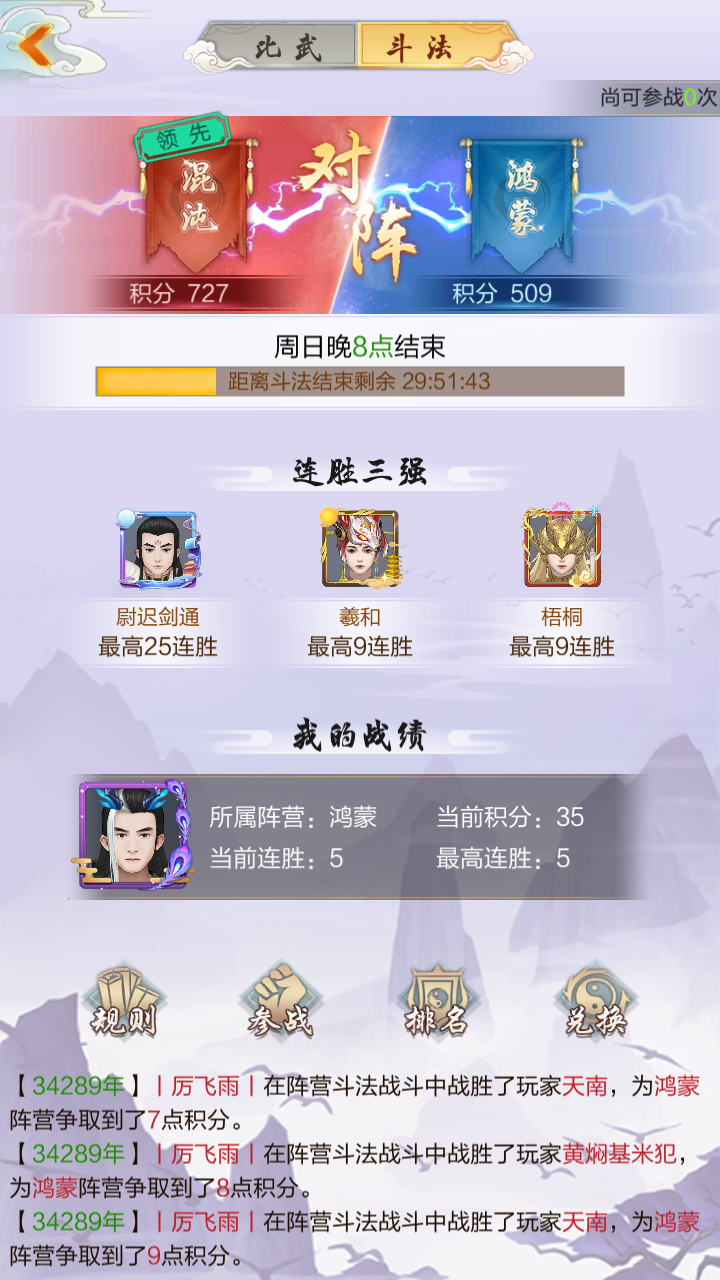 比武 斗法
尚可参战0次
领先
混沌
对阵
鸿蒙
积分 727 积分 509
周日晚8点结束
距离斗法结束剩余 29:51:43
连胜三强
尉迟剑通 羲和 梧桐
最高25连胜 最高9连胜 最高9连胜
我的战绩
所属阵营：鸿蒙 当前积分：35
当前连胜：5 最高连胜：5
规则 参战 排名 兑换
【34289年】丨厉飞雨丨在阵营斗法战斗中战胜了玩家天南，为鸿蒙
阵营争取到了7点积分。
【34289年】丨厉飞雨丨在阵营斗法战斗中战胜了玩家黄焖基米犯，
为鸿蒙阵营争取到了8点积分。
【34289年】丨厉飞雨丨在阵营斗法战斗中战胜了玩家天南，为鸿蒙
阵营争取到了9点积分。